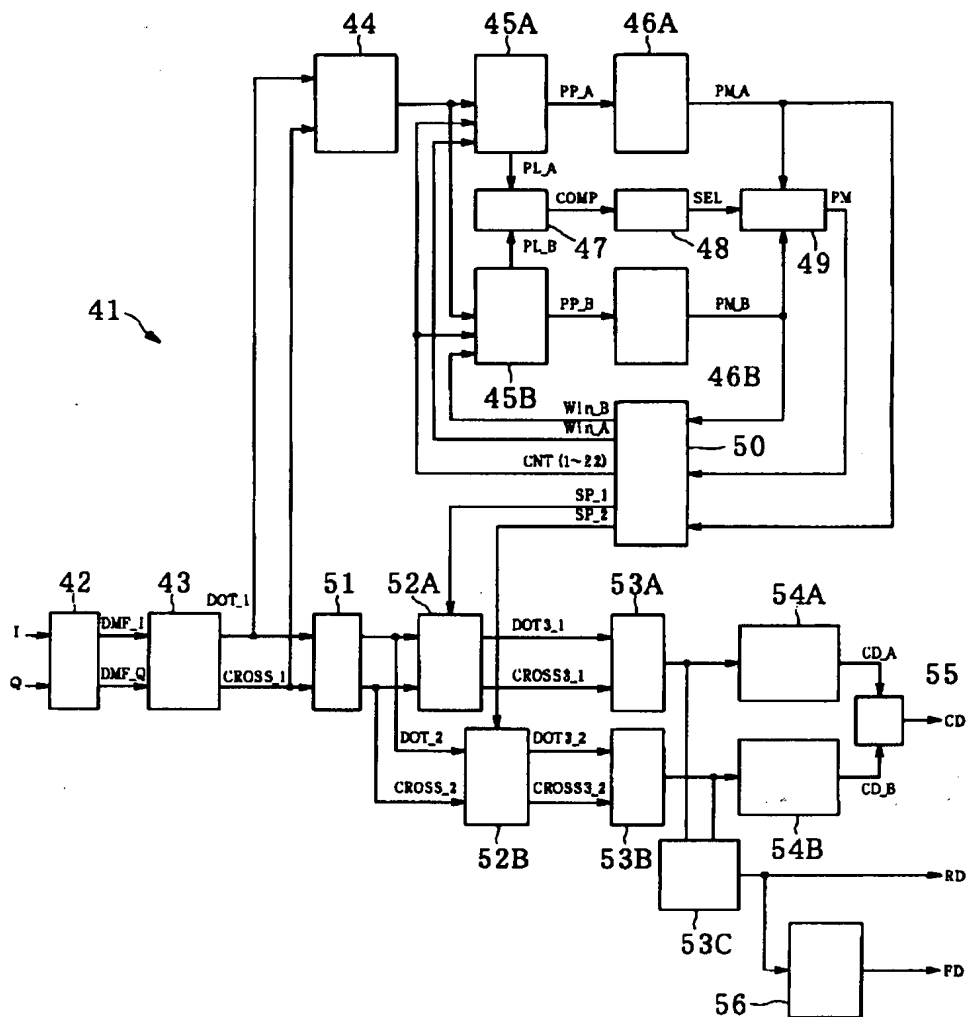 44
45A
46A
PP_A
PM_A
PL_A
COMP
SEL
PM
47
48
49
PL_B
PP_B
PM_B
41
45B
46B
Win_B
Win_A
50
CNT (1~22)
SP_1
SP_2
42
43
DOT_1
51
52A
53A
54A
I
DMF_I
DOT3_1
CD_A
55
Q
DMF_Q
CROSS_1
CROSS3_1
CD
DOT_2
DOT3_2
CROSS_2
CROSS3_2
CD_B
52B
53B
54B
RD
53C
FD
56